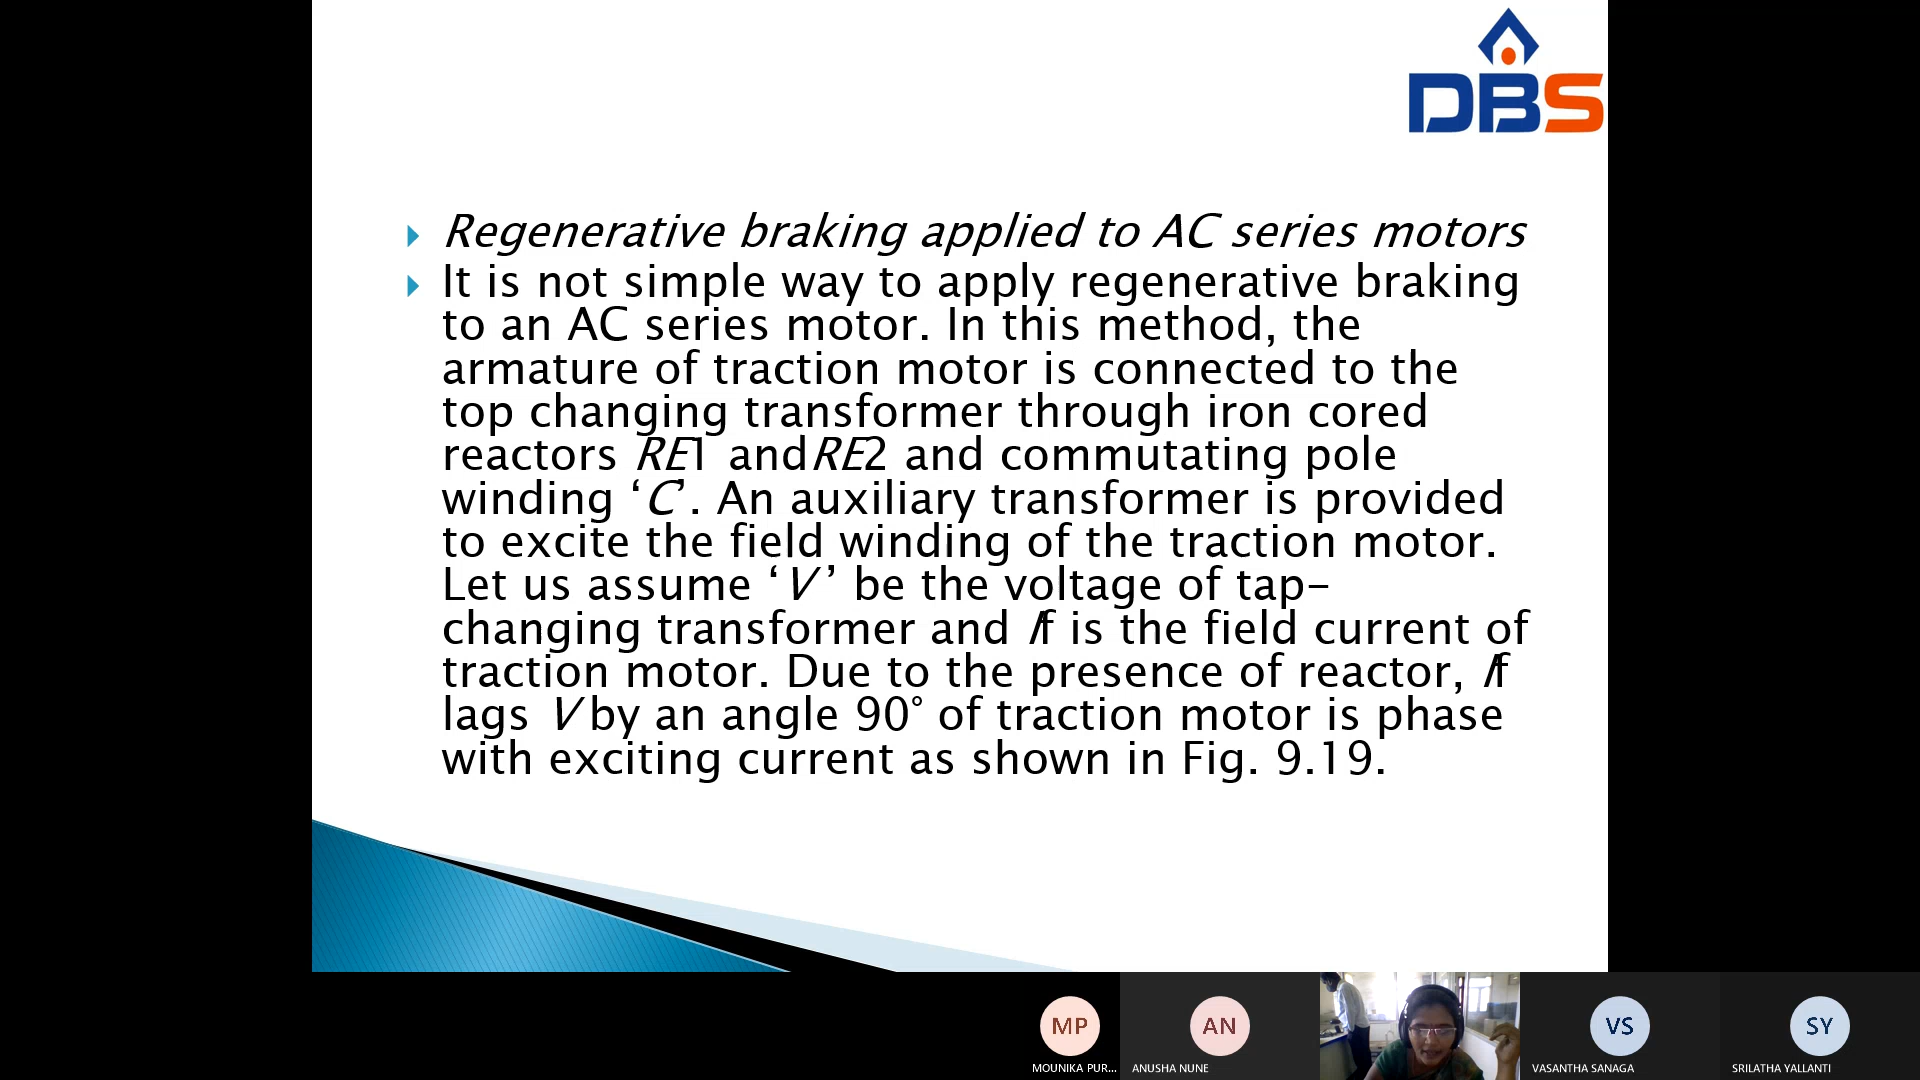 DBS
Regenerative braking applied to AC series motors
It is not simple way to apply regenerative braking
to an AC series motor. In this method, the
armature of traction motor is connected to the
top changing transformer through iron cored
reactors RE1 andRE2 and commutating pole
winding ‘C’. An auxiliary transformer is provided
to excite the field winding of the traction motor.
Let us assume ‘V ’ be the voltage of tap-
changing transformer and If is the field current of
traction motor. Due to the presence of reactor, If
lags V by an angle 90° of traction motor is phase
with exciting current as shown in Fig. 9.19.
MP
AN
VS
SY
MOUNIKA PUR...
ANUSHA NUNE
VASANTHA SANAGA
SRILATHA YALLANTI